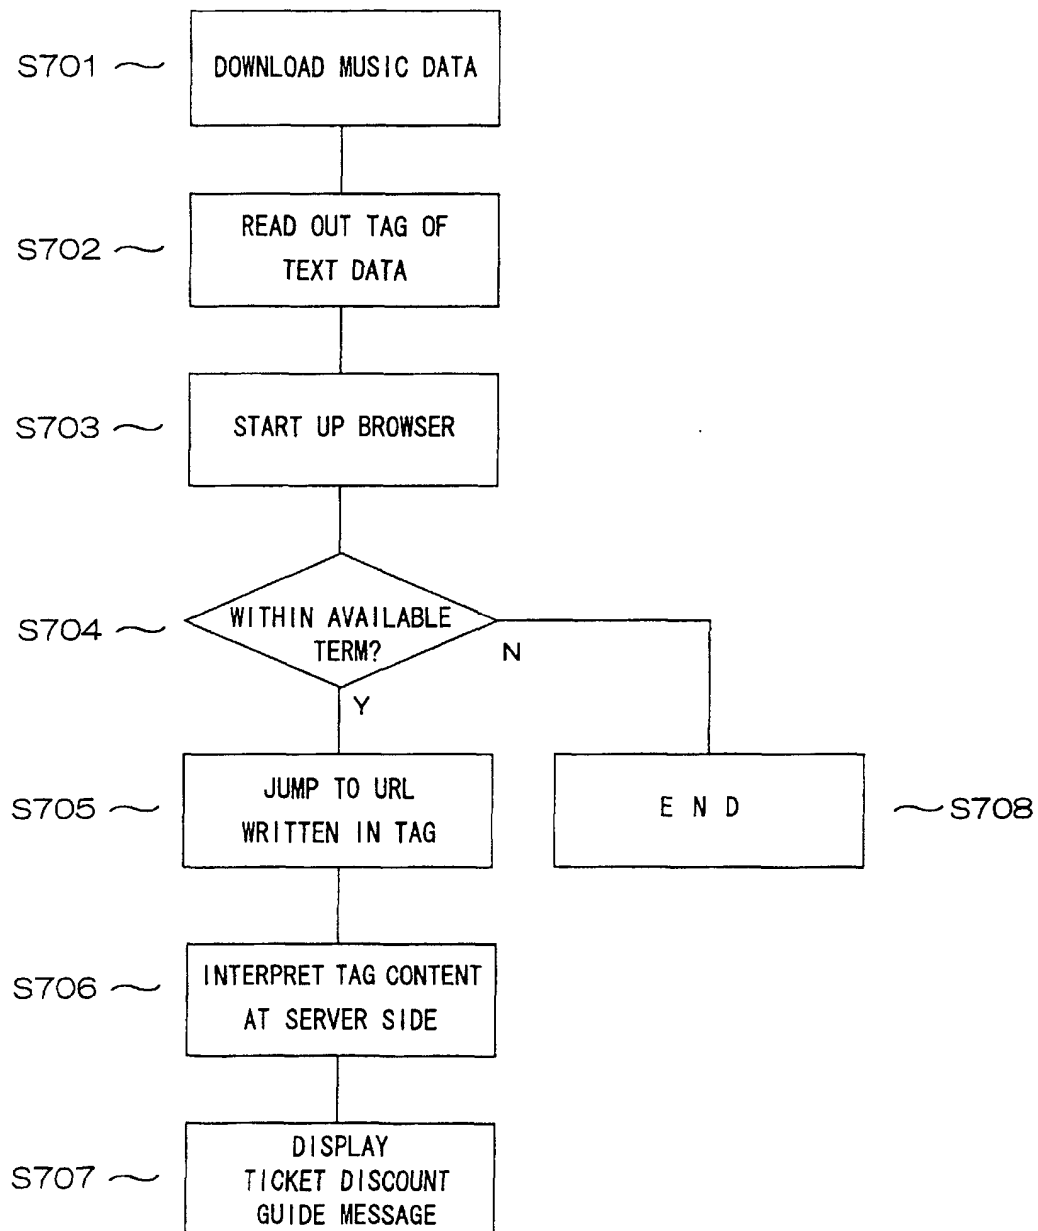 S701
DOWNLOAD MUSIC DATA
S702
READ OUT TAG OF
TEXT DATA
S703
START UP BROWSER
S704
WITHIN AVAILABLE
TERM?
N
Y
S705
JUMP TO URL
WRITTEN IN TAG
E N D
S708
S706
INTERPRET TAG CONTENT
AT SERVER SIDE
S707
DISPLAY
TICKET DISCOUNT
GUIDE MESSAGE